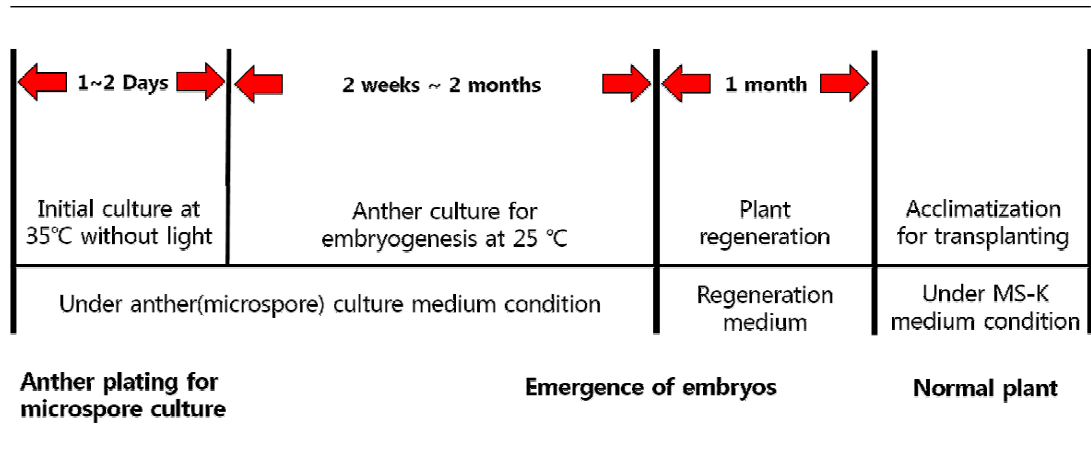 1~2 Days
2 weeks ~ 2 months
1 month
Initial culture at
35℃ without light
Anther culture for
embryogenesis at 25 ℃
Plant
regeneration
Acclimatization
for transplanting
Under anther(microspore) culture medium condition
Regeneration
medium
Under MS-K
medium condition
Anther plating for
microspore culture
Emergence of embryos
Normal plant